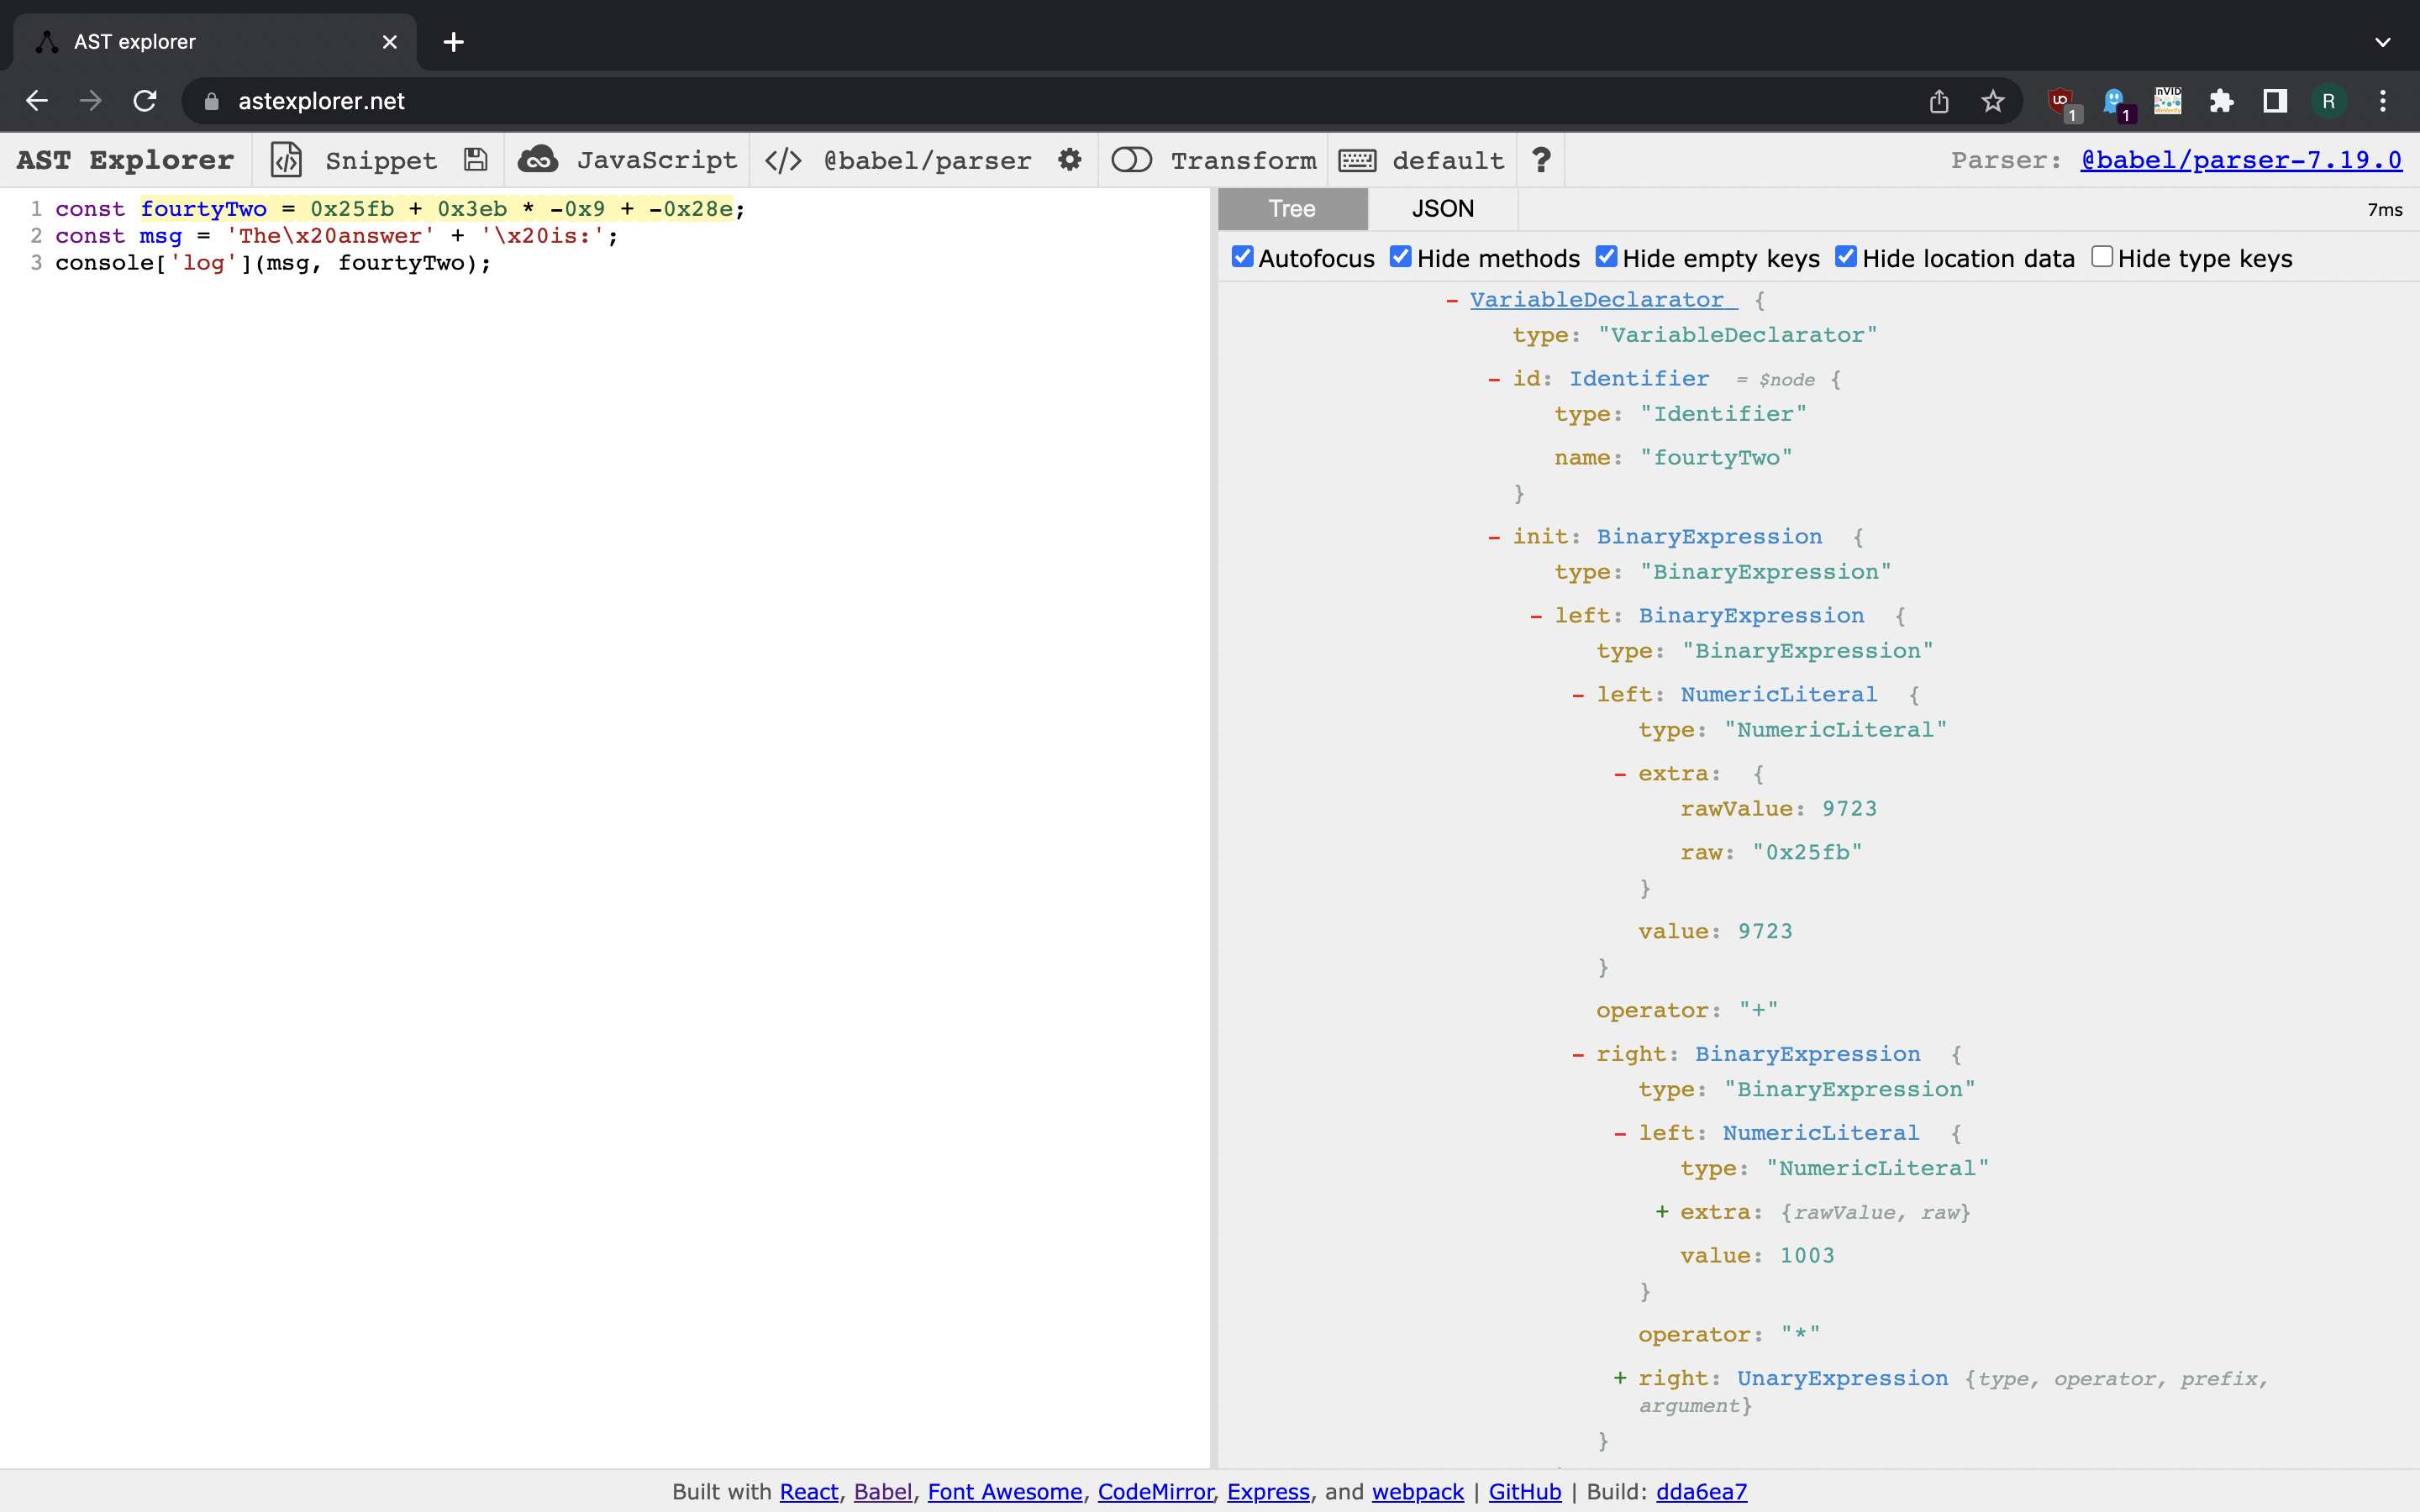 AST explorer
astexplorer.net
1
1
InVID
WeVerify
R
AST Explorer Snippet JavaScript </> @babel/parser Transform default ? Parser: @babel/parser-7.19.0
1 const fourtyTwo = 0x25fb + 0x3eb * -0x9 + -0x28e;
2 const msg = 'The\x20answer' + '\x20is:';
3 console['log'](msg, fourtyTwo);
Tree JSON 7ms
Autofocus Hide methods Hide empty keys Hide location data Hide type keys
- VariableDeclarator {
type: "VariableDeclarator"
- id: Identifier = $node {
type: "Identifier"
name: "fourtyTwo"
}
- init: BinaryExpression {
type: "BinaryExpression"
- left: BinaryExpression {
type: "BinaryExpression"
- left: NumericLiteral {
type: "NumericLiteral"
- extra: {
rawValue: 9723
raw: "0x25fb"
}
value: 9723
}
operator: "+"
- right: BinaryExpression {
type: "BinaryExpression"
- left: NumericLiteral {
type: "NumericLiteral"
+ extra: {rawValue, raw}
value: 1003
}
operator: "*"
+ right: UnaryExpression {type, operator, prefix,
argument}
}
Built with React, Babel, Font Awesome, CodeMirror, Express, and webpack | GitHub | Build: dda6ea7